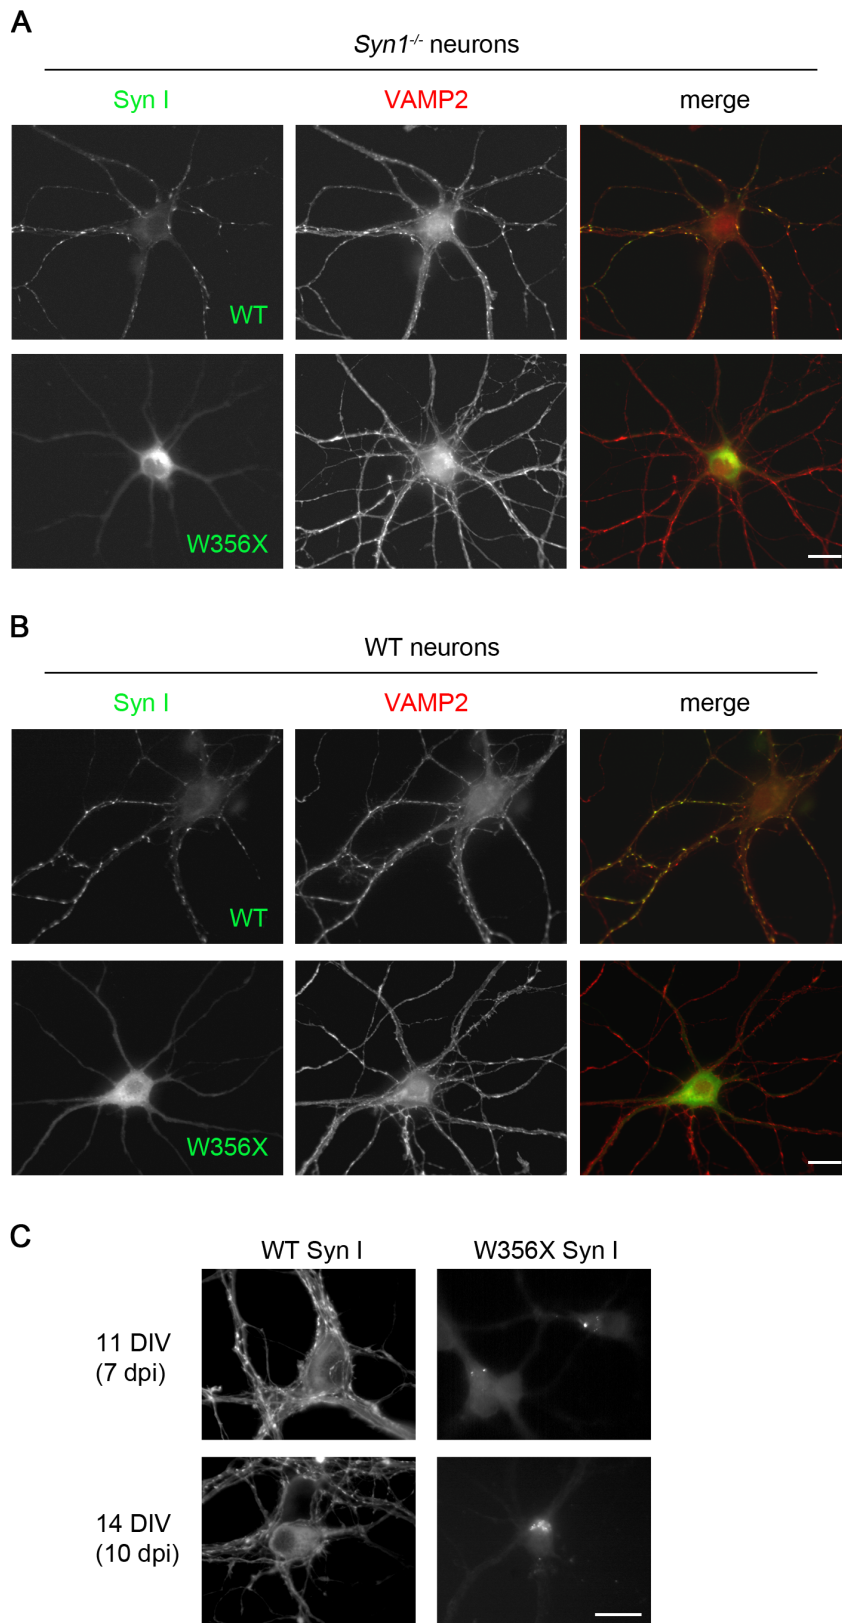 A
Syn1-/- neurons
Syn I VAMP2 merge
WT
W356X
B
WT neurons
Syn I VAMP2 merge
WT
W356X
C
WT Syn I W356X Syn I
11 DIV
(7 dpi)
14 DIV
(10 dpi)